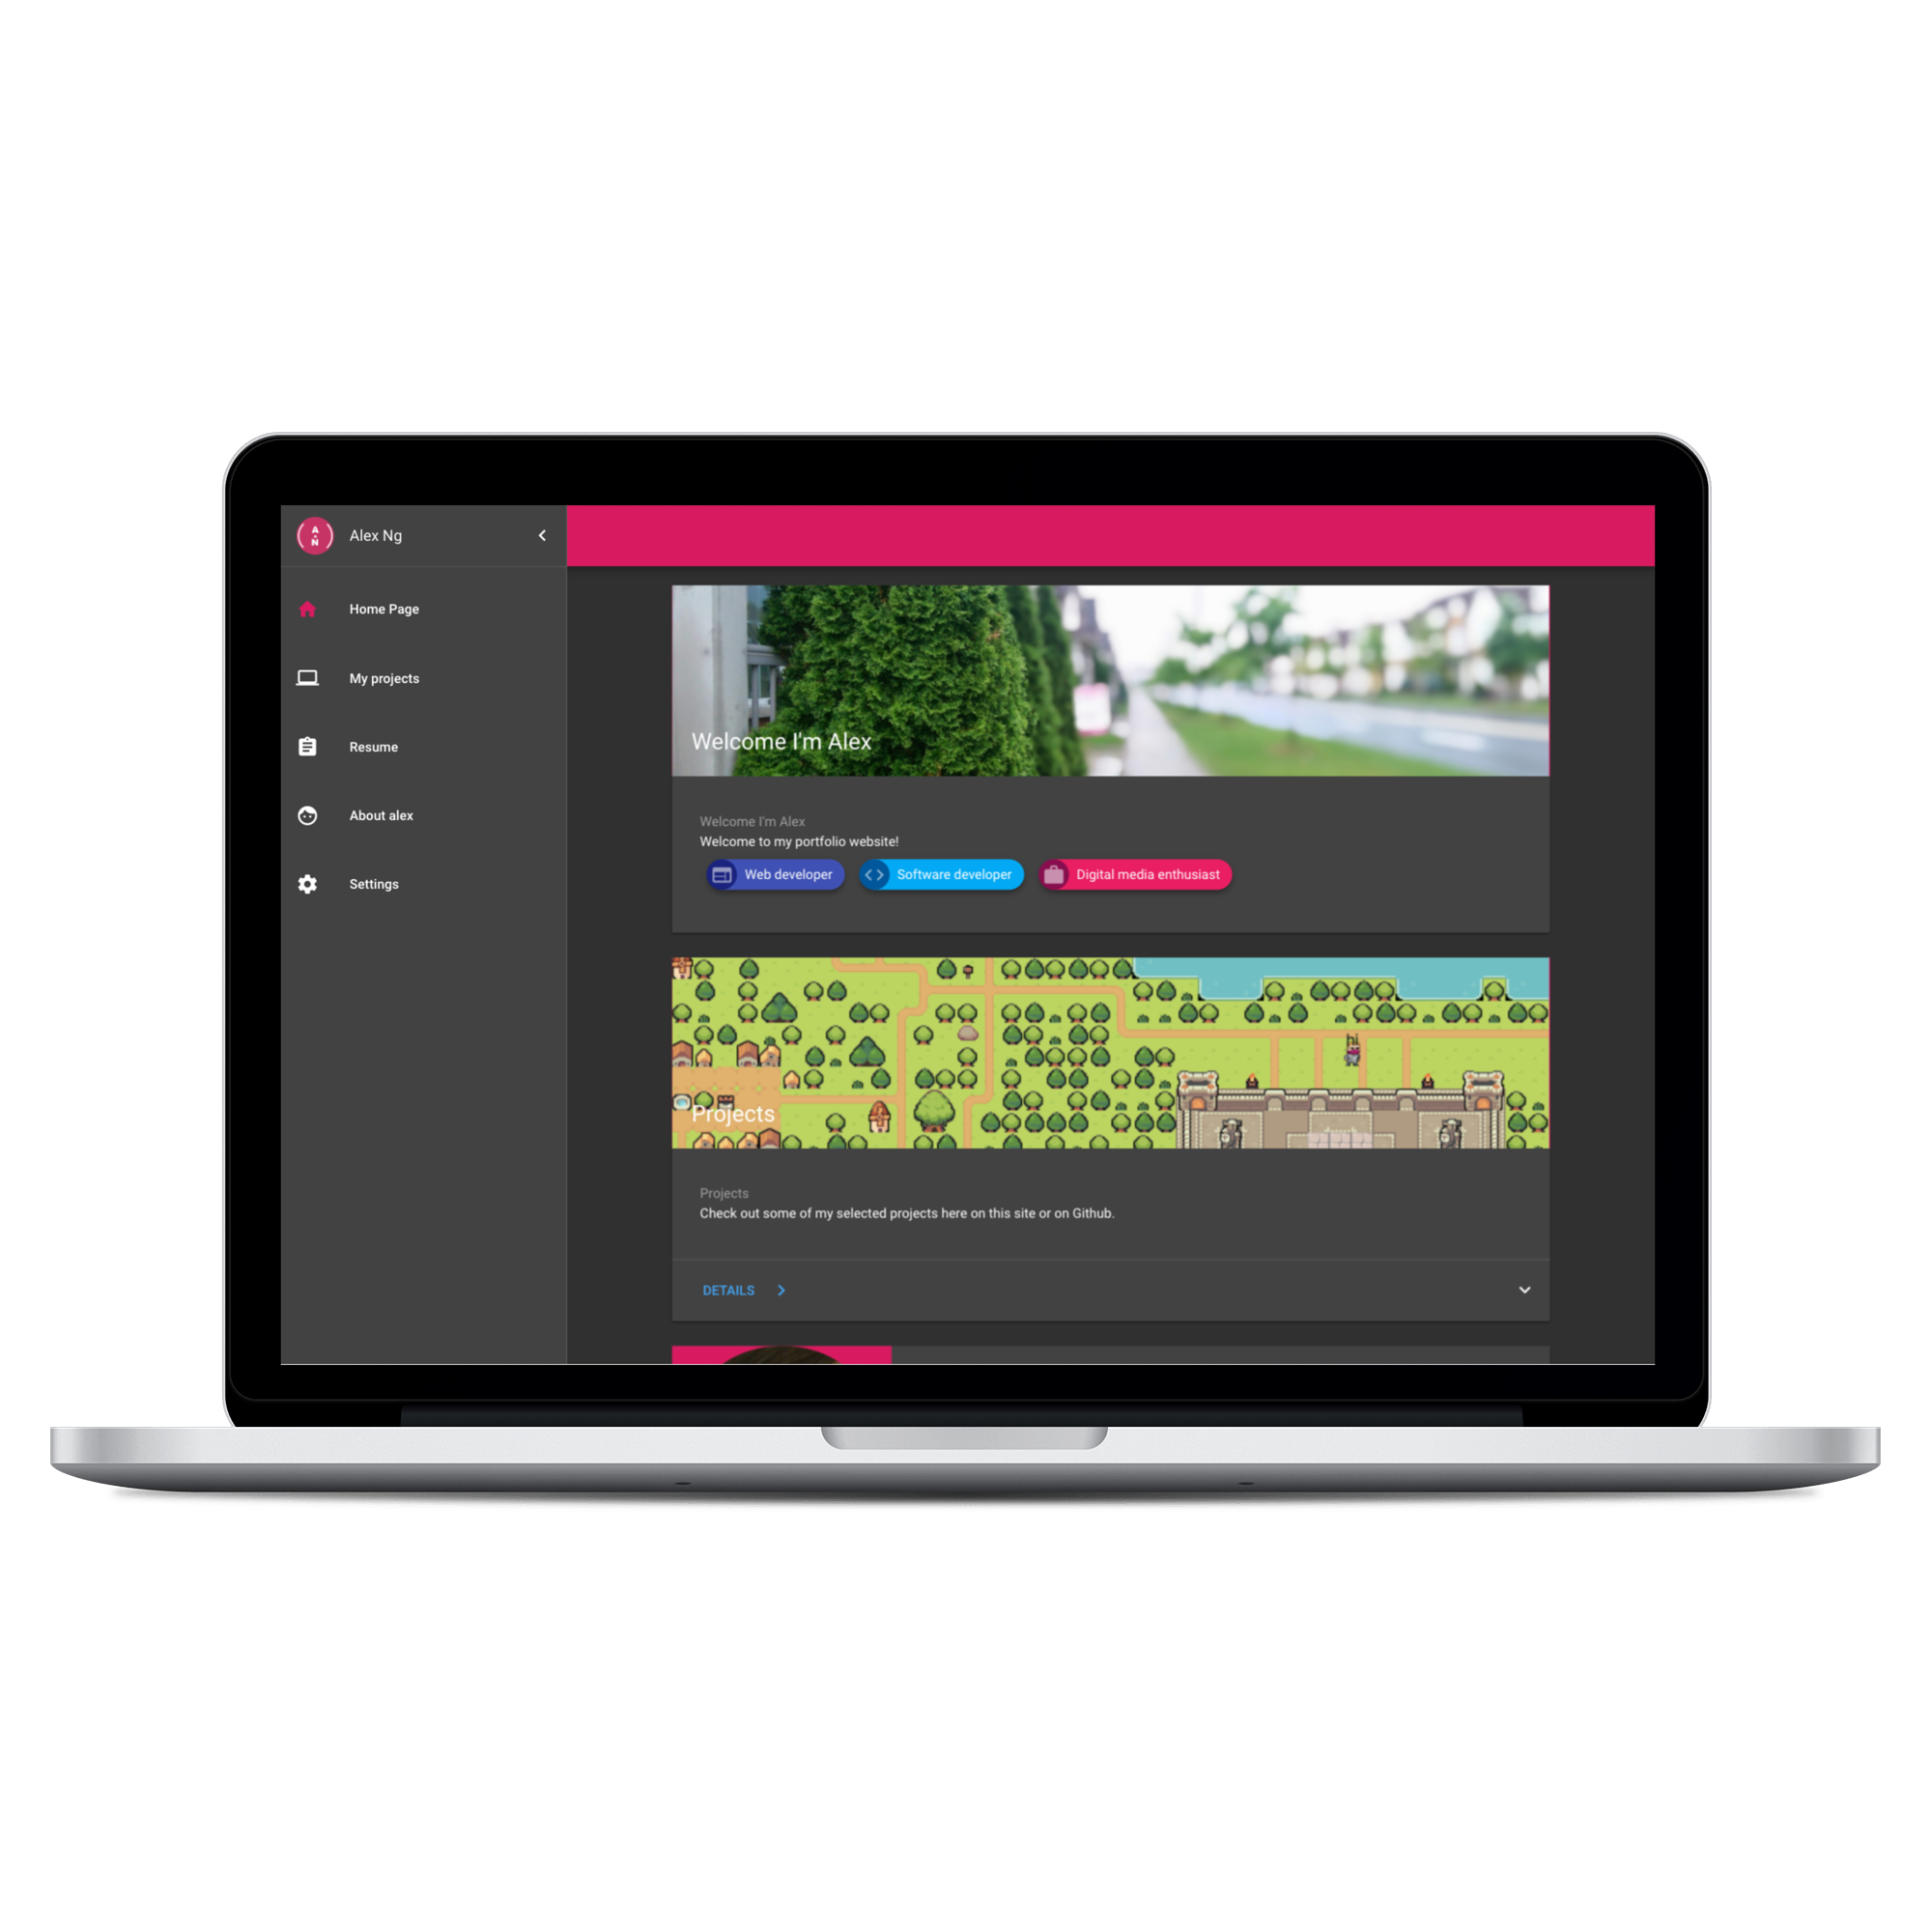 A
N
Alex Ng
Home Page
My projects
Resume
About alex
Settings
Welcome I'm Alex
Welcome I'm Alex
Welcome to my portfolio website!
Web developer
Software developer
Digital media enthusiast
hi
Projects
Projects
Check out some of my selected projects here on this site or on Github.
DETAILS